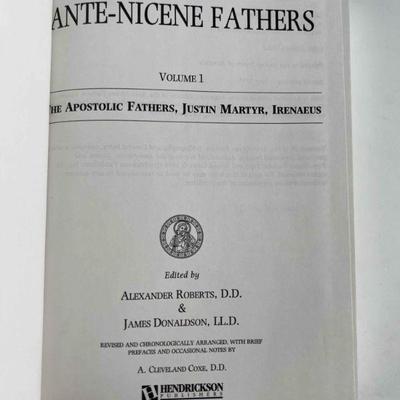 ANTE-NICENE FATHERS
VOLUME 1
HE APOSTOLIC FATHERS, JUSTIN MARTYR, IRENAEUS
Edited by
ALEXANDER ROBERTS, D.D.
&
JAMES DONALDSON, LL.D.
REVISED AND CHRONOLOGICALLY ARRANGED, WITH BRIEF
PREFACES AND OCCASIONAL NOTES BY
A. CLEVELAND COXE, D.D.
HENDRICKSON
PUBLISHERS